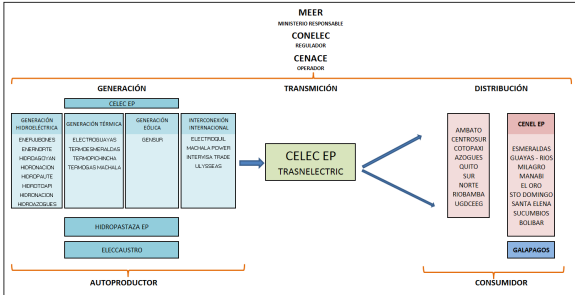 MEER
MINISTERIO RESPONSABLE
CONELEC
REGULADOR
CENACE
OPERADOR
GENERACIÓN
TRANSMICIÓN
DISTRIBUCIÓN
CELEC EP
GENERACIÓN
HIDROELÉCTRICA
ENERJUBONES
ENERNORTE
HIDROAGOYAN
HIDRONACION
HIDROPAUTE
HIDROTOAPI
HIDRONACION
HIDROAZOGUES
GENERACIÓN TÉRMICA
ELECTROGUAYAS
TERMOESMERALDAS
TERMOPICHINCHA
TERMOGAS MACHALA
GENERACIÓN
EÓLICA
GENSUR
INTERCONEXIÓN
INTERNACIONAL
ELECTROQUIL
MACHALA POWER
INTERVISA TRADE
ULYSSEAS
HIDROPASTAZA EP
ELECCAUSTRO
CELEC EP
TRASNELECTRIC
AMBATO
CENTROSUR
COTOPAXI
AZOGUES
QUITO
SUR
NORTE
RIOBAMBA
UGDCEEG
CENEL EP
ESMERALDAS
GUAYAS - RIOS
MILAGRO
MANABI
EL ORO
STO DOMINGO
SANTA ELENA
SUCUMBIOS
BOLIBAR
GALAPAGOS
AUTOPRODUCTOR
CONSUMIDOR